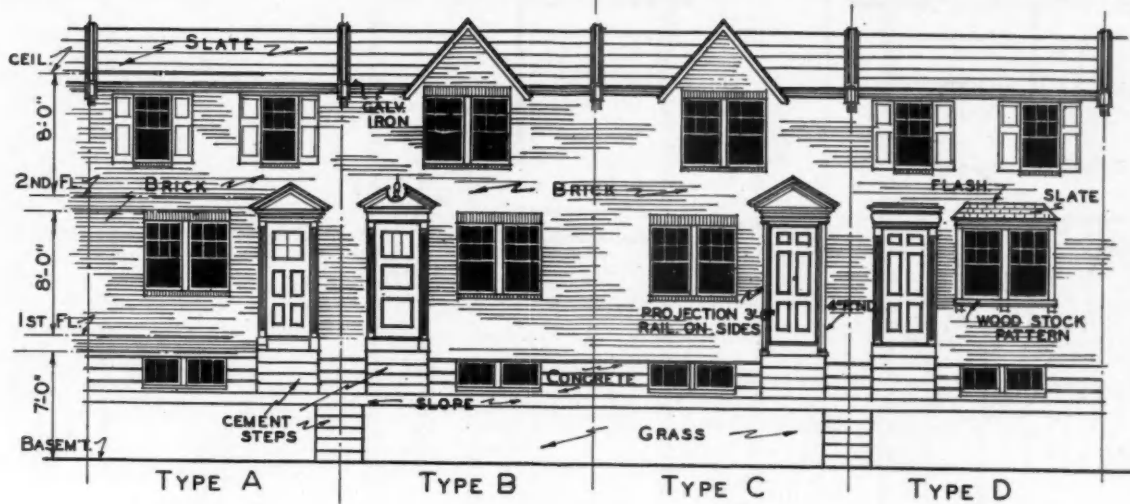 SLATE
CEIL.
8'-0"
GALV.
IRON
2ND FL.
BRICK
BRICK
FLASH.
SLATE
8'-0"
1ST FL.
PROJECTION
RAIL. ON SIDES
WOOD STOCK
PATTERN
7'-0"
CONCRETE
SLOPE
CEMENT
STEPS
GRASS
BASEMT.
TYPE A
TYPE B
TYPE C
TYPE D